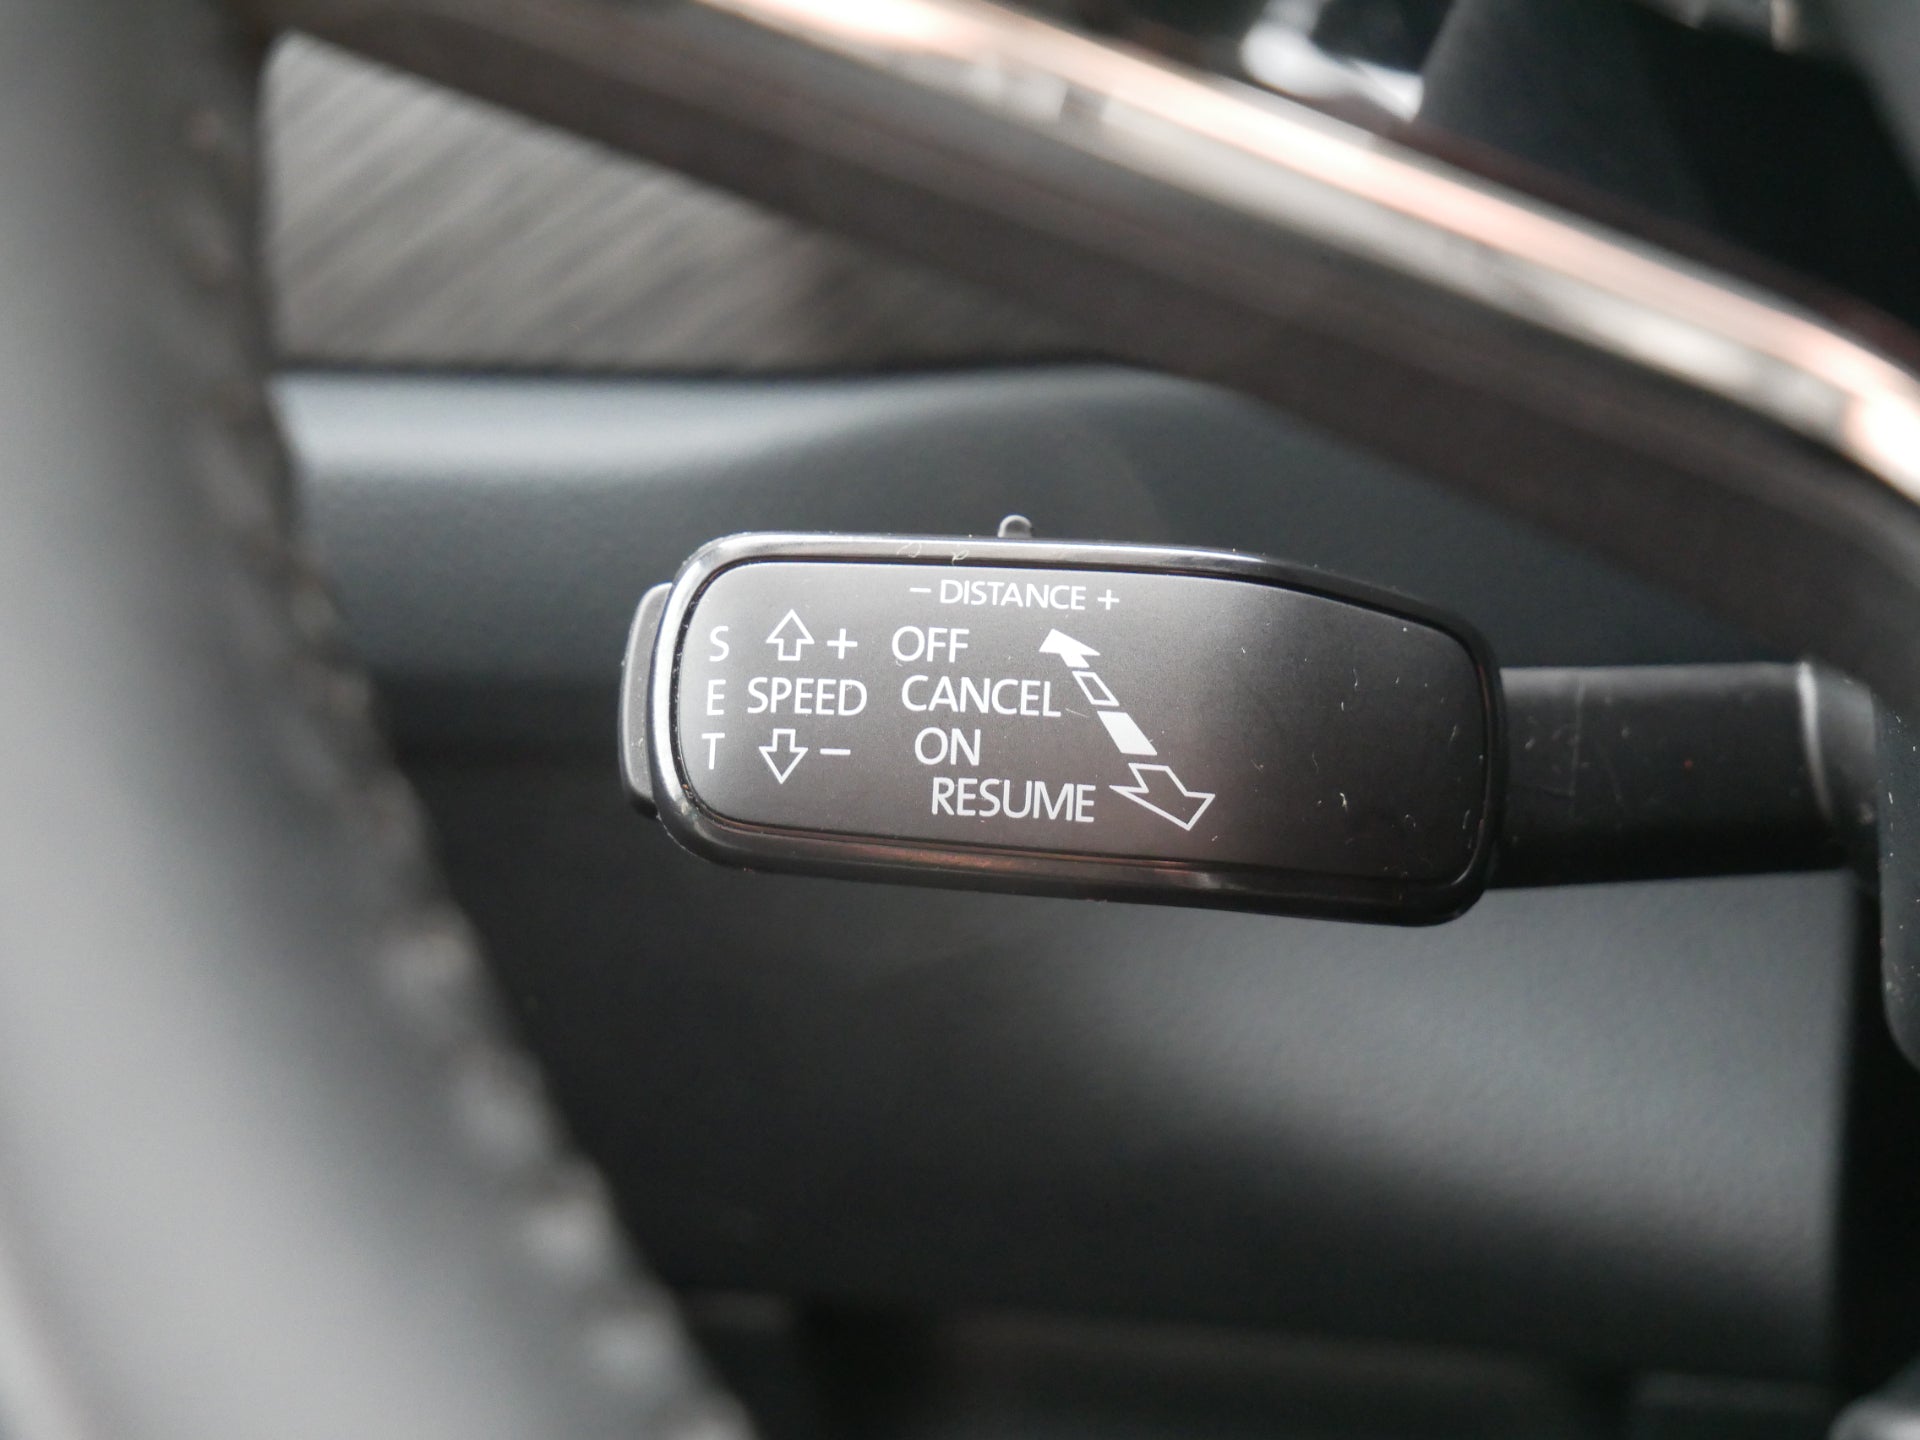 − DISTANCE +
S + OFF
E SPEED CANCEL
T − ON
RESUME